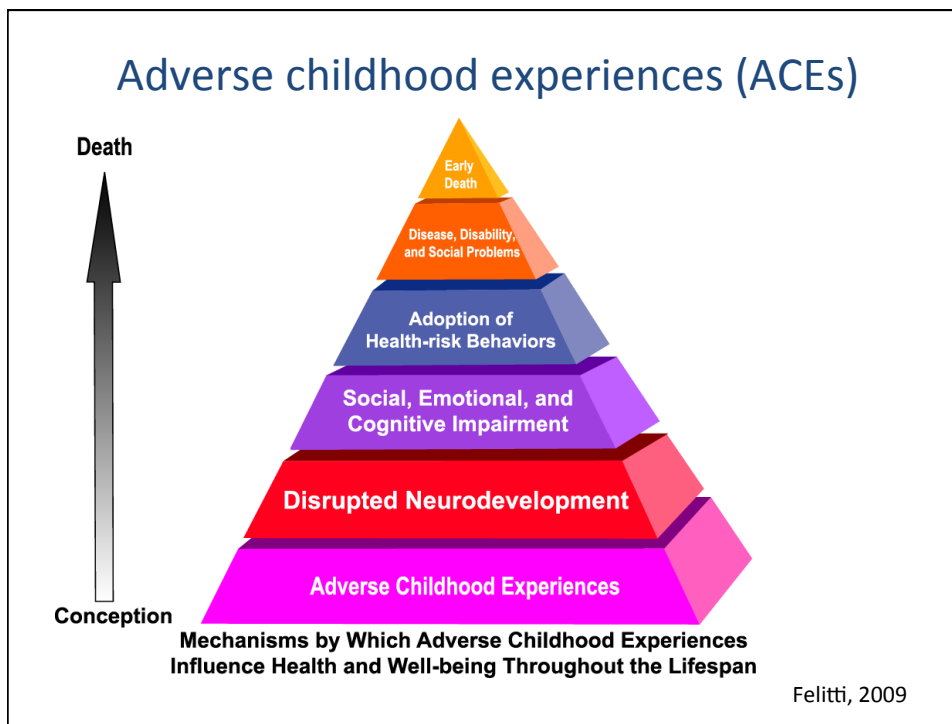 Adverse childhood experiences (ACEs)
Death
Early
Death
Disease, Disability,
and Social Problems
Adoption of
Health-risk Behaviors
Social, Emotional, and
Cognitive Impairment
Disrupted Neurodevelopment
Adverse Childhood Experiences
Conception
Mechanisms by Which Adverse Childhood Experiences
Influence Health and Well-being Throughout the Lifespan
Felitti, 2009